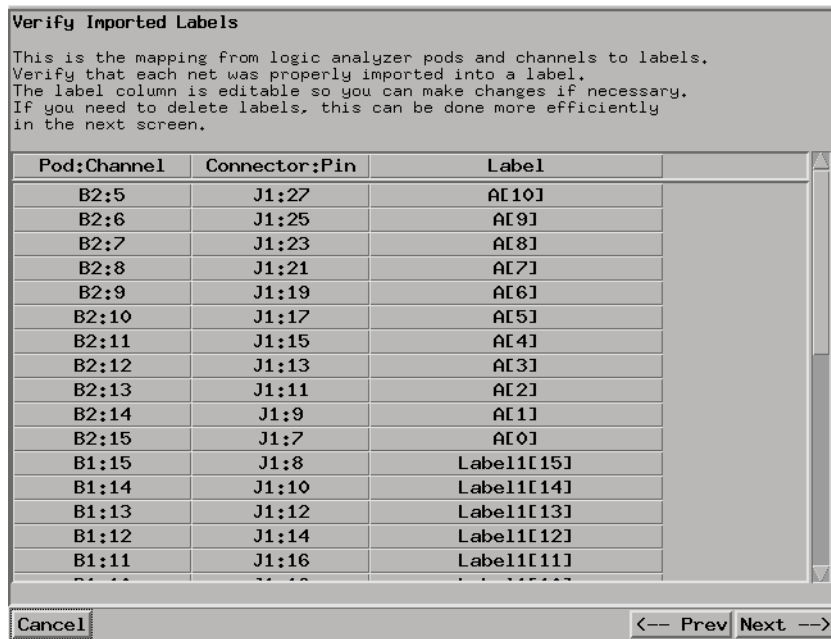 Verify Imported Labels
This is the mapping from logic analyzer pods and channels to labels.
Verify that each net was properly imported into a label.
The label column is editable so you can make changes if necessary.
If you need to delete labels, this can be done more efficiently
in the next screen.
Pod:Channel Connector:Pin Label
B2:5 J1:27 A[10]
B2:6 J1:25 A[9]
B2:7 J1:23 A[8]
B2:8 J1:21 A[7]
B2:9 J1:19 A[6]
B2:10 J1:17 A[5]
B2:11 J1:15 A[4]
B2:12 J1:13 A[3]
B2:13 J1:11 A[2]
B2:14 J1:9 A[1]
B2:15 J1:7 A[0]
B1:15 J1:8 Label1[15]
B1:14 J1:10 Label1[14]
B1:13 J1:12 Label1[13]
B1:12 J1:14 Label1[12]
B1:11 J1:16 Label1[11]
Cancel <-- Prev Next -->